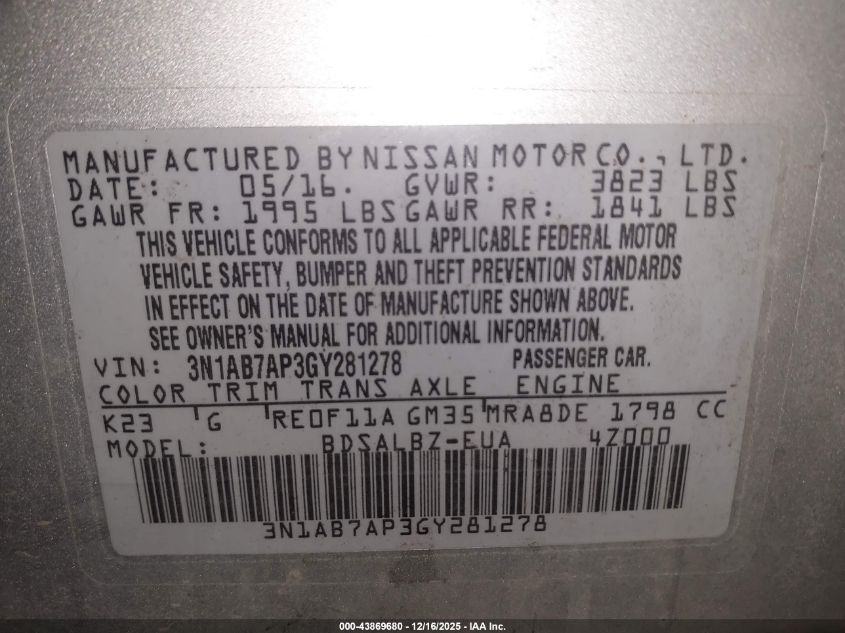 MANUFACTURED BY NISSAN MOTOR CO., LTD.
DATE: 05/16. GVWR: 3823 LBS
GAWR FR: 1995 LBS GAWR RR: 1841 LBS
THIS VEHICLE CONFORMS TO ALL APPLICABLE FEDERAL MOTOR
VEHICLE SAFETY, BUMPER AND THEFT PREVENTION STANDARDS
IN EFFECT ON THE DATE OF MANUFACTURE SHOWN ABOVE.
SEE OWNER'S MANUAL FOR ADDITIONAL INFORMATION.
VIN: 3N1AB7AP3GY281278 PASSENGER CAR.
COLOR TRIM TRANS AXLE ENGINE
K23 G RE0F11A GM35 MRA8DE 1798 CC
MODEL: BDSALBZ-EUA 4Z000
3N1AB7AP3GY281278
000-43869680 - 12/16/2025 - IAA Inc.